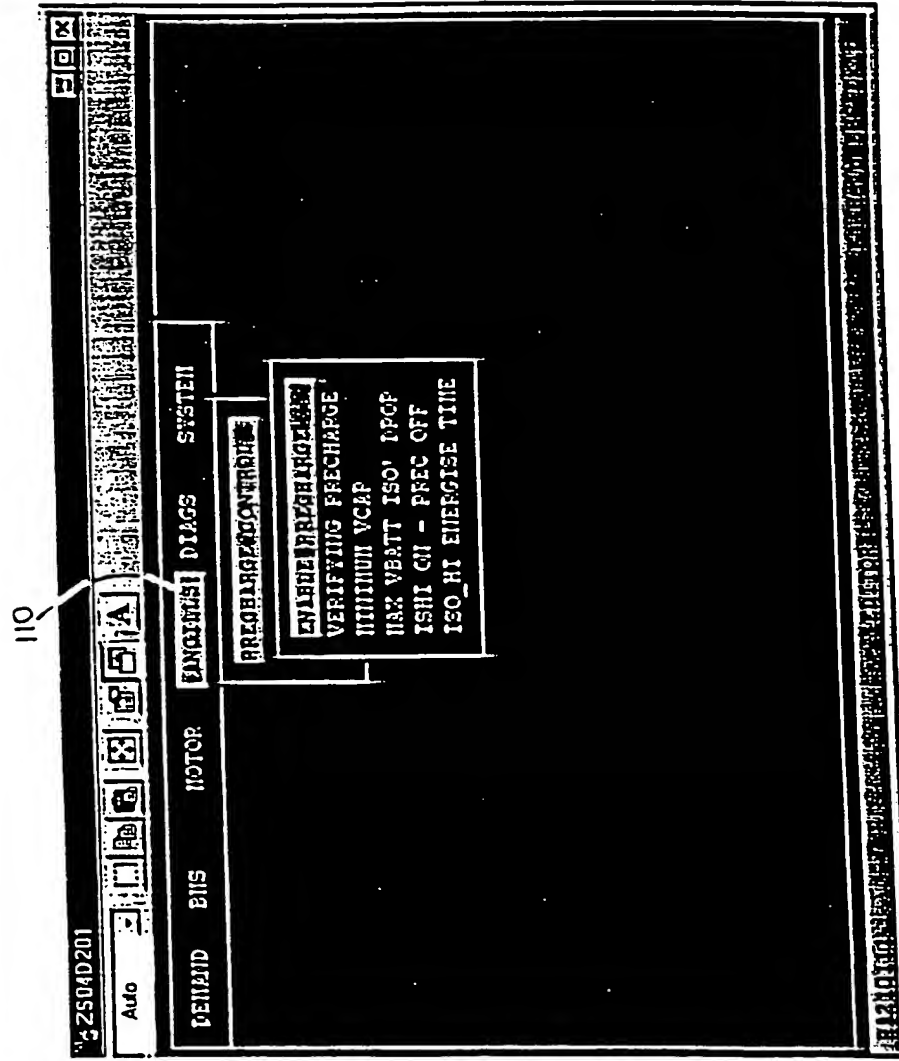 110
ZS04D201
Auto
A
DEMAND BMS MOTOR DIAGS SYSTEM
VERIFYING PRECHARGE
MINIMUM VCAP
MAX VBATT ISO' DROP
ISHI ON - PREC OFF
ISO_HI ENERGISE TIME